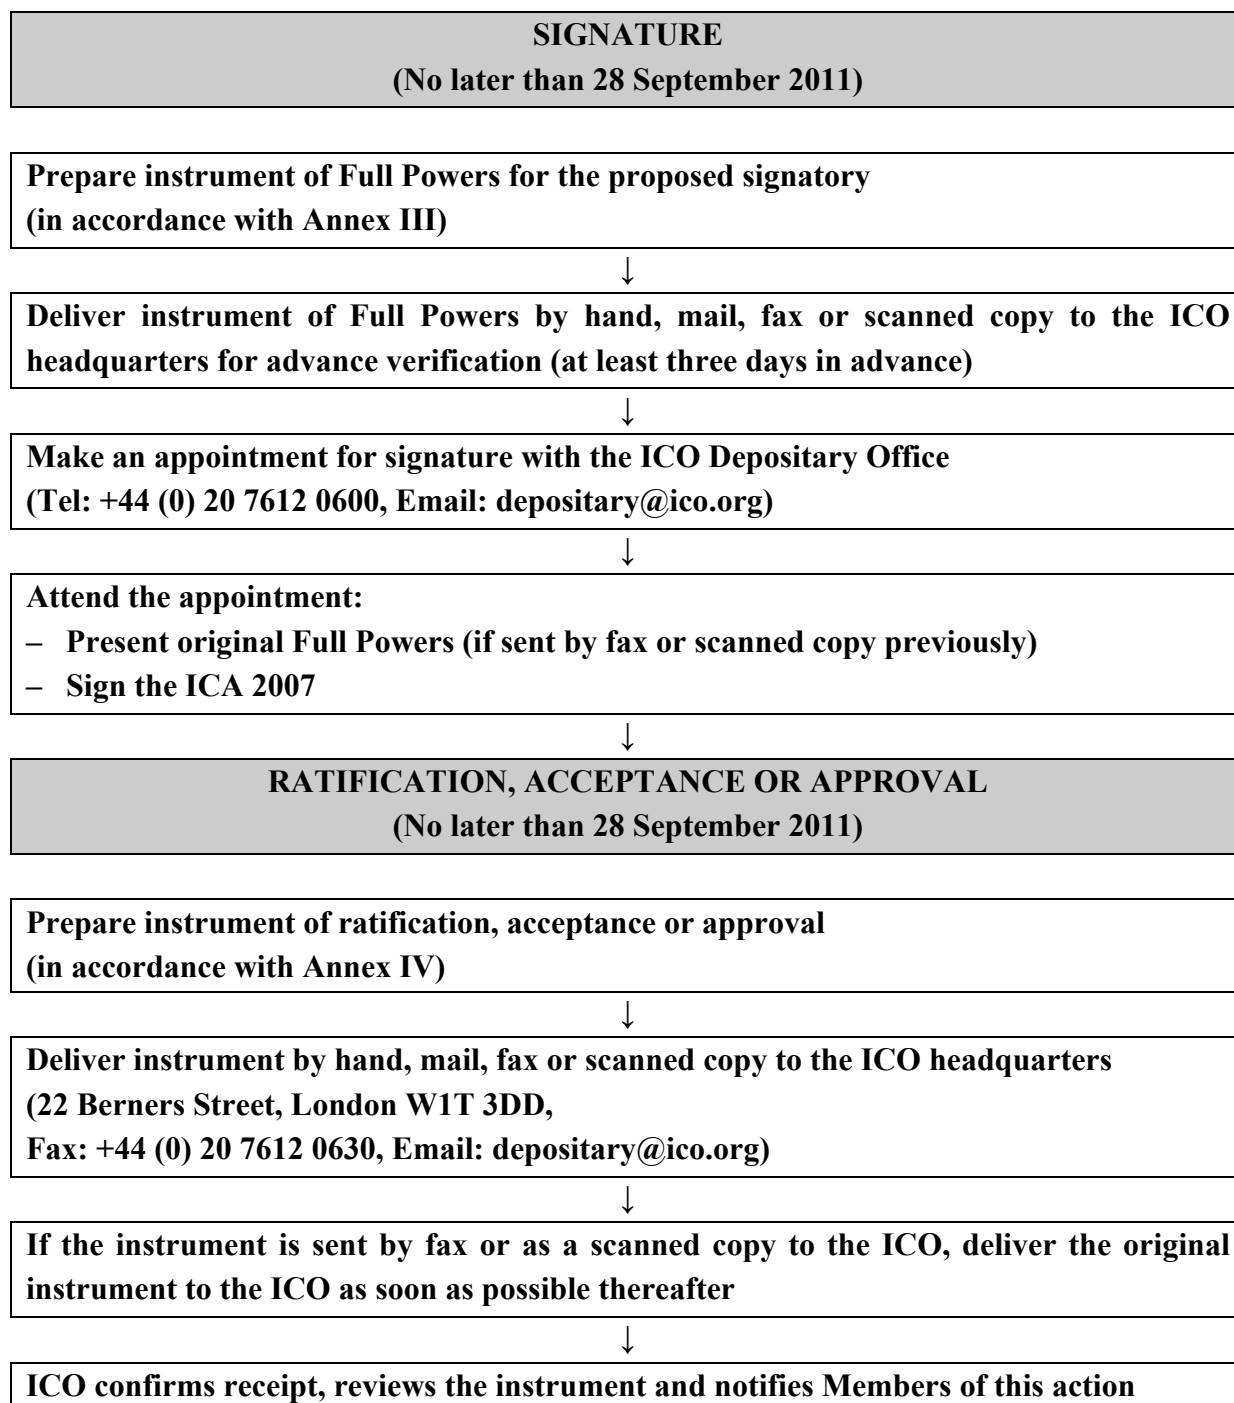 SIGNATURE
(No later than 28 September 2011)
Prepare instrument of Full Powers for the proposed signatory
(in accordance with Annex III)
↓
Deliver instrument of Full Powers by hand, mail, fax or scanned copy to the ICO
headquarters for advance verification (at least three days in advance)
↓
Make an appointment for signature with the ICO Depositary Office
(Tel: +44 (0) 20 7612 0600, Email: depositary@ico.org)
↓
Attend the appointment:
– Present original Full Powers (if sent by fax or scanned copy previously)
– Sign the ICA 2007
↓
RATIFICATION, ACCEPTANCE OR APPROVAL
(No later than 28 September 2011)
Prepare instrument of ratification, acceptance or approval
(in accordance with Annex IV)
↓
Deliver instrument by hand, mail, fax or scanned copy to the ICO headquarters
(22 Berners Street, London W1T 3DD,
Fax: +44 (0) 20 7612 0630, Email: depositary@ico.org)
↓
If the instrument is sent by fax or as a scanned copy to the ICO, deliver the original
instrument to the ICO as soon as possible thereafter
↓
ICO confirms receipt, reviews the instrument and notifies Members of this action